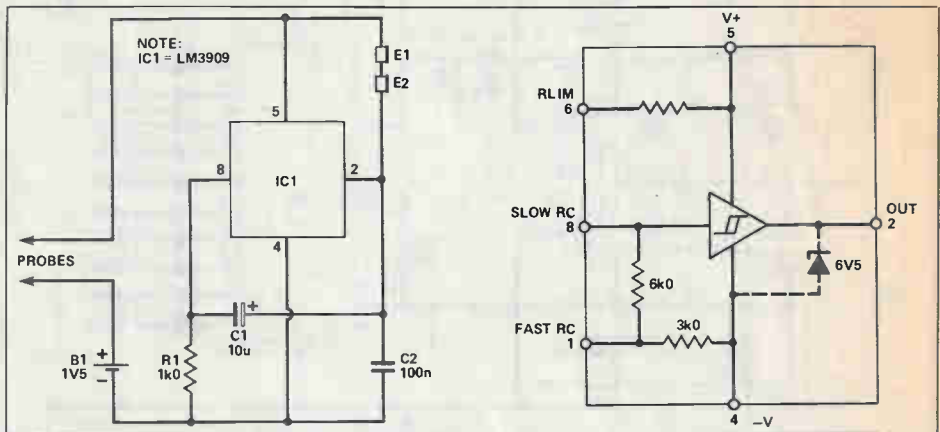 NOTE:
IC1 = LM3909
E1
E2
5
8
IC1
2
4
PROBES
C1
10u
+
B1
1V5
+
–
R1
1k0
C2
100n
V+
5
RLIM
6
SLOW RC
8
OUT
2
6k0
6V5
FAST RC
1
3k0
4
–V